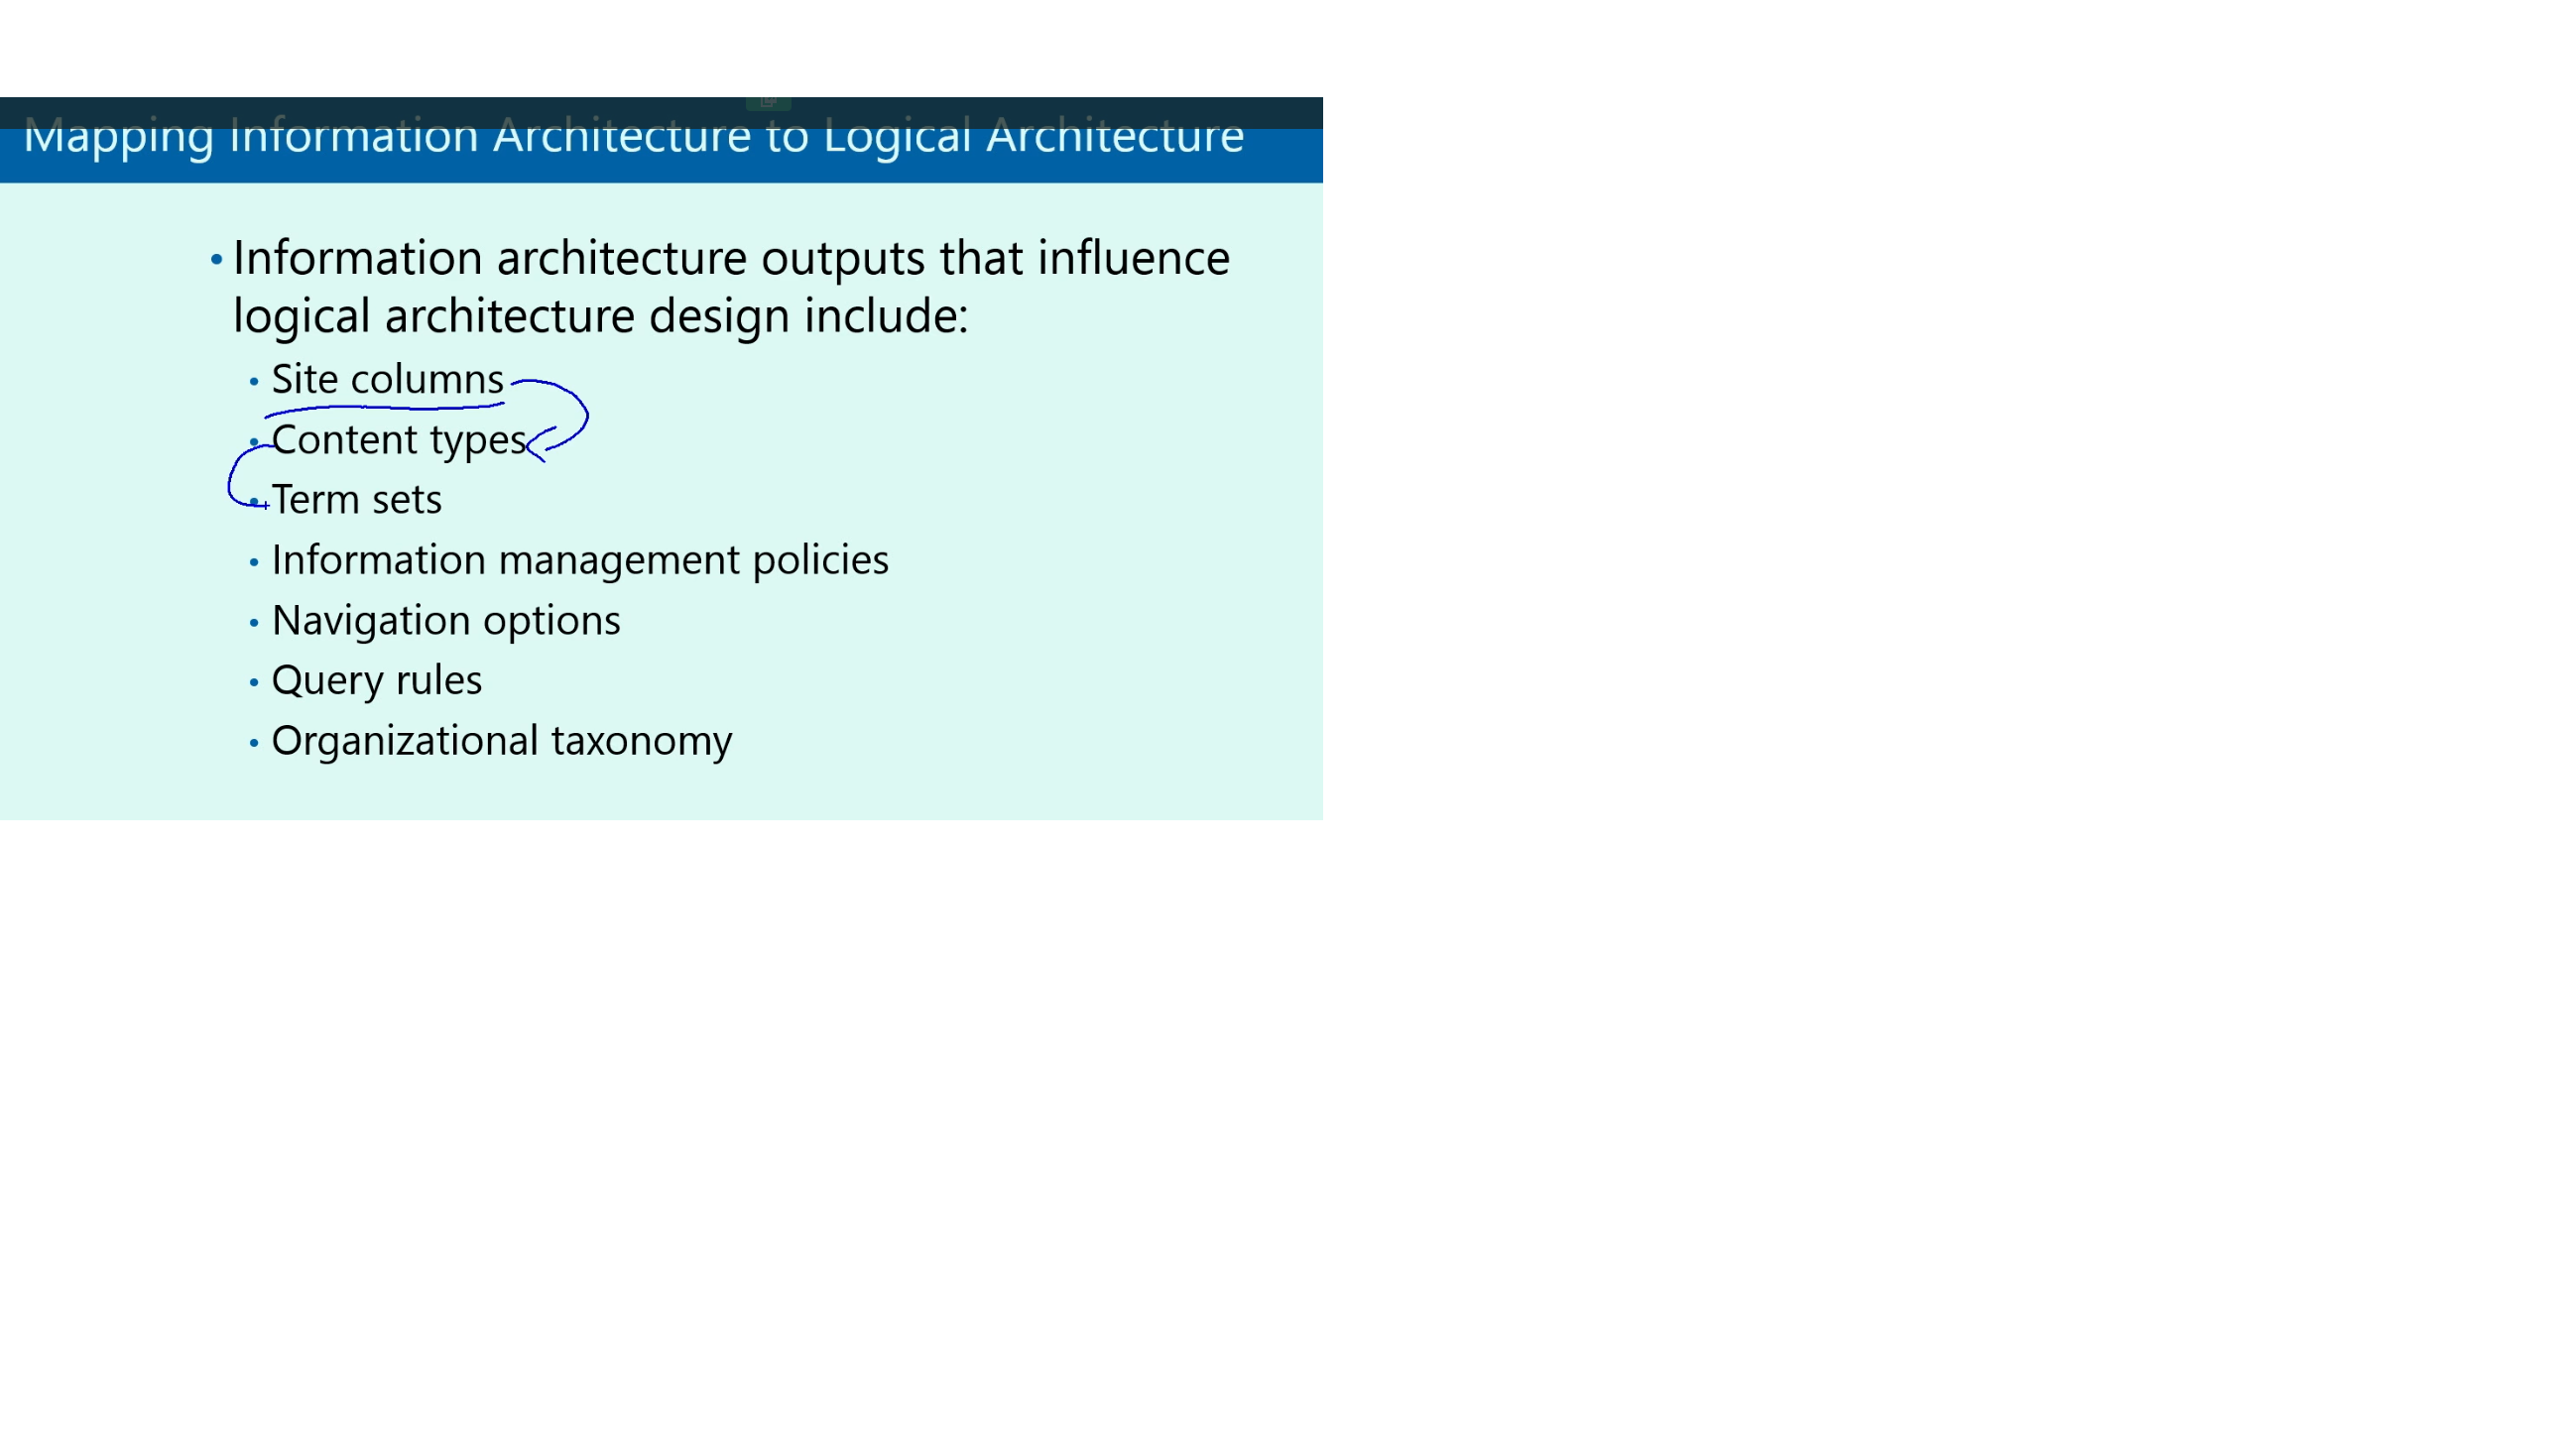 Mapping Information Architecture to Logical Architecture
• Information architecture outputs that influence
logical architecture design include:
• Site columns
• Content types
• Term sets
• Information management policies
• Navigation options
• Query rules
• Organizational taxonomy